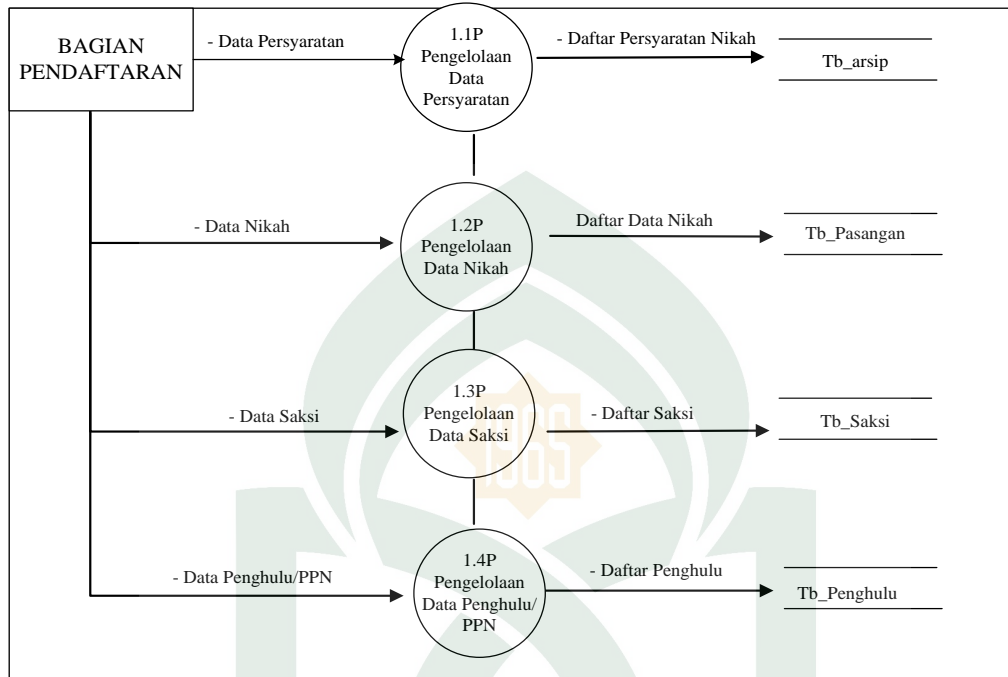 BAGIAN
PENDAFTARAN
- Data Persyaratan
1.1P
Pengelolaan
Data
Persyaratan
- Daftar Persyaratan Nikah
Tb_arsip
- Data Nikah
1.2P
Pengelolaan
Data Nikah
Daftar Data Nikah
Tb_Pasangan
- Data Saksi
1.3P
Pengelolaan
Data Saksi
- Daftar Saksi
Tb_Saksi
1965
- Data Penghulu/PPN
1.4P
Pengelolaan
Data Penghulu/
PPN
- Daftar Penghulu
Tb_Penghulu